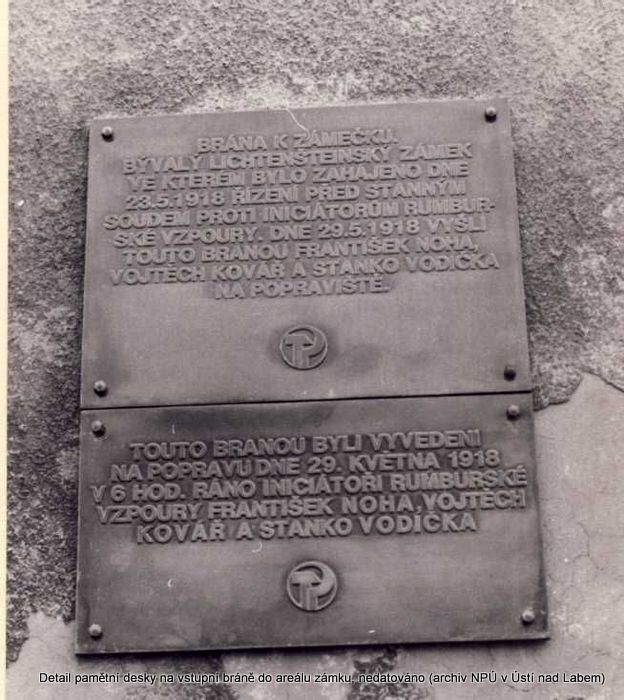 BRÁNA K ZÁMEČKU.
BÝVALÝ LICHTENSTEINSKÝ ZÁMEK
VE KTERÉM BYLO ZAHÁJENO DNE
23.5.1918 ŘÍZENÍ PŘED STANNÝM
SOUDEM PROTI INICIÁTORŮM RUMBUR-
SKÉ VZPOURY. DNE 29.5.1918 VYŠLI
TOUTO BRANOU FRANTIŠEK NOHA,
VOJTĚCH KOVÁŘ A STANKO VODIČKA
NA POPRAVIŠTĚ.
TOUTO BRANOU BYLI VYVEDENI
NA POPRAVU DNE 29. KVĚTNA 1918
V 6 HOD. RÁNO INICIÁTOŘI RUMBURSKÉ
VZPOURY FRANTIŠEK NOHA, VOJTĚCH
KOVÁŘ A STANKO VODIČKA
Detail pamětní desky na vstupní bráně do areálu zámku, nedatováno (archiv NPÚ v Ústí nad Labem)